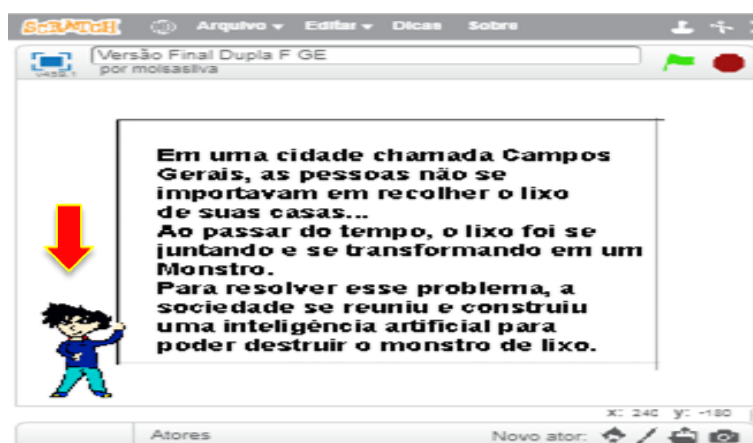 SCRATCH Arquivo Editar Dicas Sobre
Versão Final Dupla F GE
v459.1 por moisasilva
Em uma cidade chamada Campos
Gerais, as pessoas não se
importavam em recolher o lixo
de suas casas...
Ao passar do tempo, o lixo foi se
juntando e se transformando em um
Monstro.
Para resolver esse problema, a
sociedade se reuniu e construiu
uma inteligência artificial para
poder destruir o monstro de lixo.
x: 240 y: -180
Atores Novo ator: